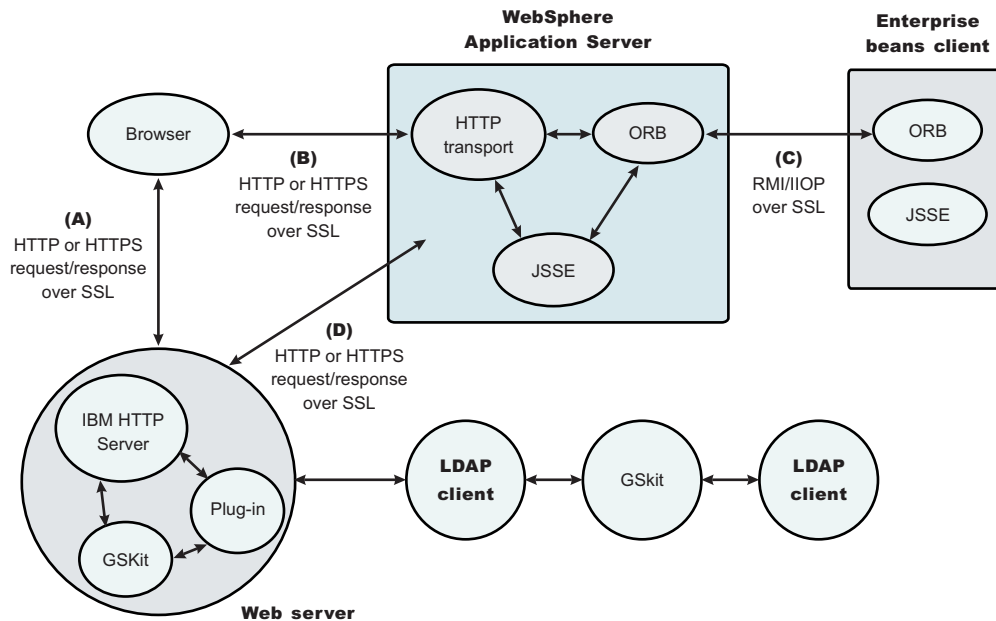 WebSphere
Application Server
Enterprise
beans client
Browser
HTTP
transport
ORB
ORB
JSSE
JSSE
(A)
HTTP or HTTPS
request/response
over SSL
(B)
HTTP or HTTPS
request/response
over SSL
(C)
RMI/IIOP
over SSL
(D)
HTTP or HTTPS
request/response
over SSL
IBM HTTP
Server
Plug-in
GSKit
Web server
LDAP
client
GSkit
LDAP
client